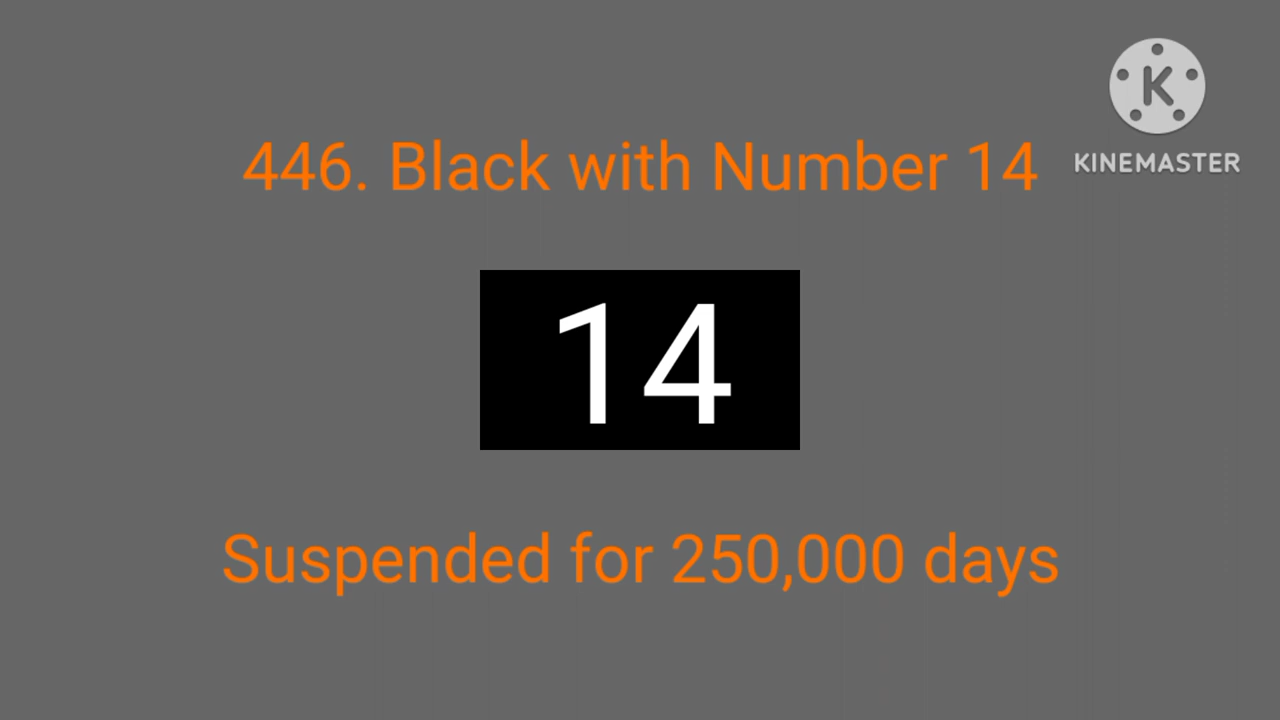 446. Black with Number 14
K
KINEMASTER
14
Suspended for 250,000 days